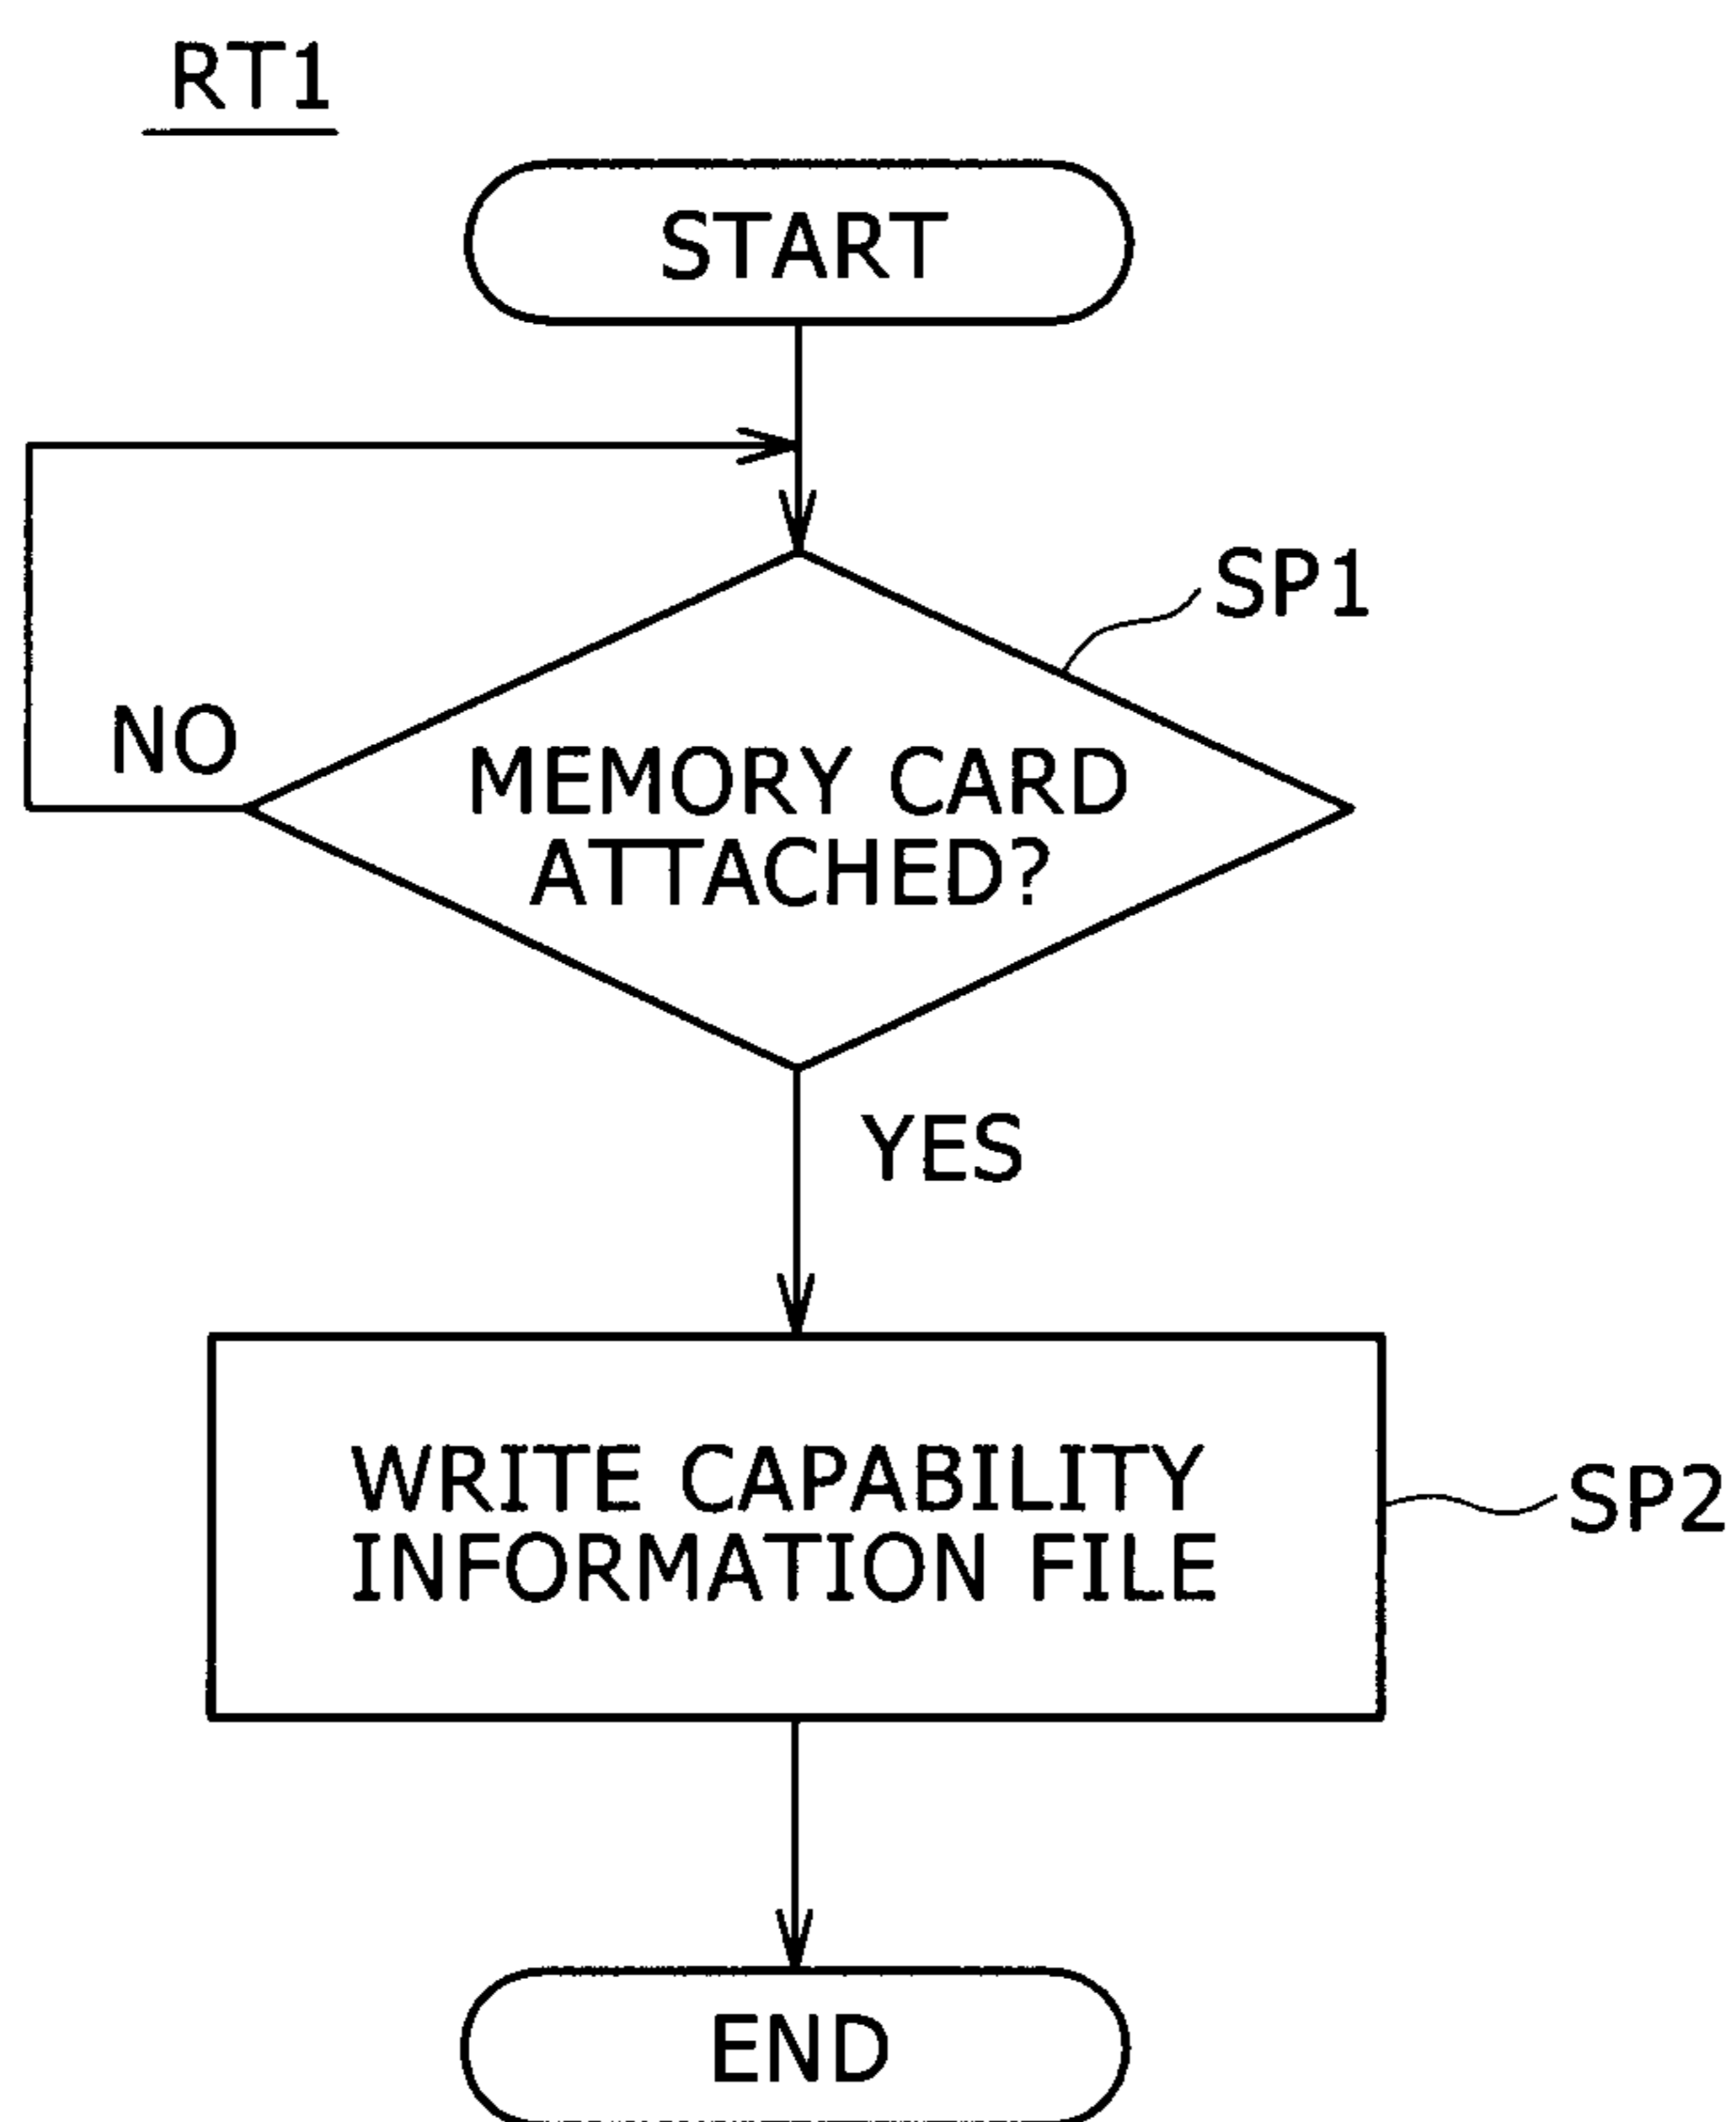 RT1
START
SP1
NO
MEMORY CARD
ATTACHED?
YES
WRITE CAPABILITY
INFORMATION FILE
SP2
END